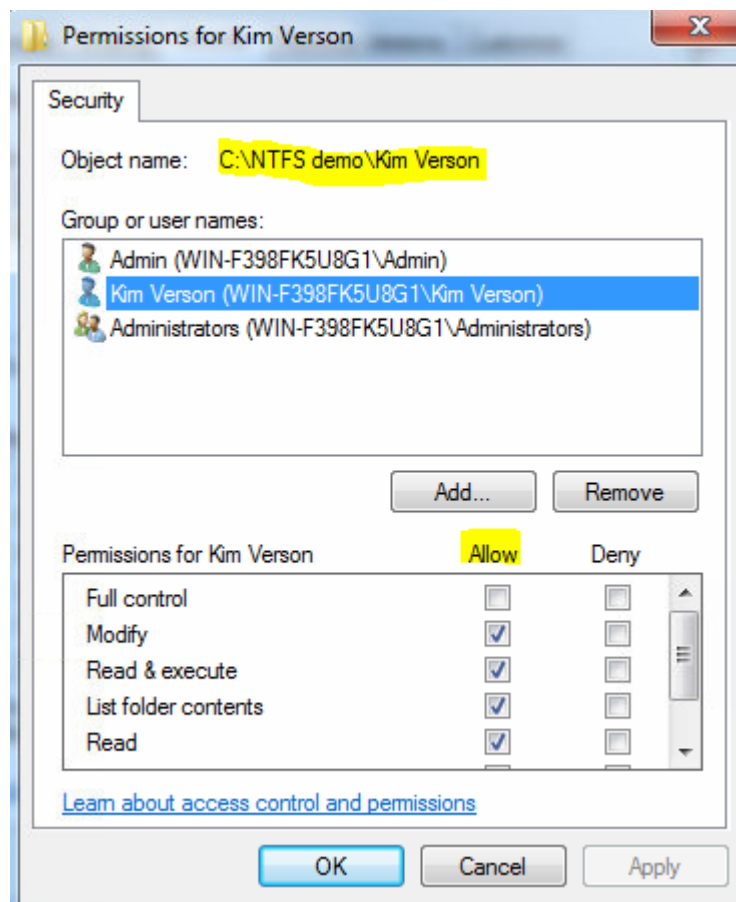 Permissions for Kim Verson
Security
Object name: C:\NTFS demo\Kim Verson
Group or user names:
Admin (WIN-F398FK5U8G1\Admin)
Kim Verson (WIN-F398FK5U8G1\Kim Verson)
Administrators (WIN-F398FK5U8G1\Administrators)
Add... Remove
Permissions for Kim Verson Allow Deny
Full control
Modify
Read & execute
List folder contents
Read
Learn about access control and permissions
OK Cancel Apply